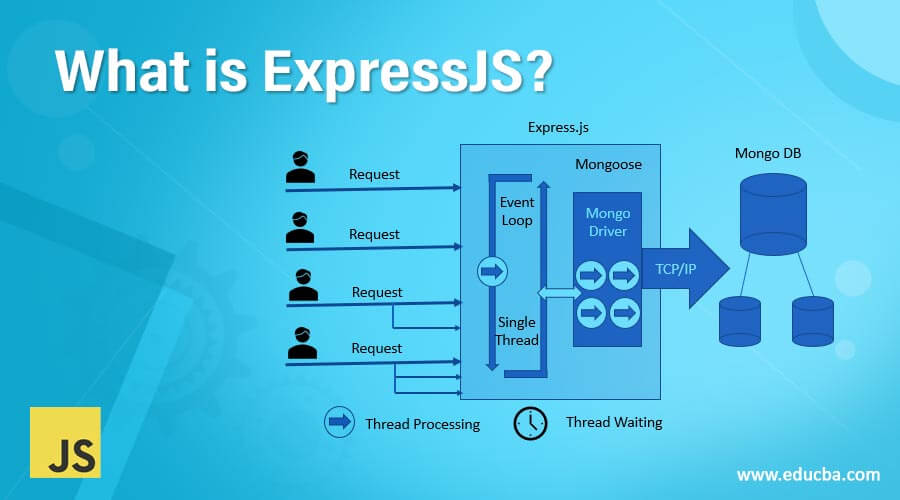 What is ExpressJS?
Express.js
Mongoose
Mongo DB
Request
Request
Request
Request
Event
Loop
Mongo
Driver
TCP/IP
Single
Thread
Thread Processing
Thread Waiting
JS
www.educba.com